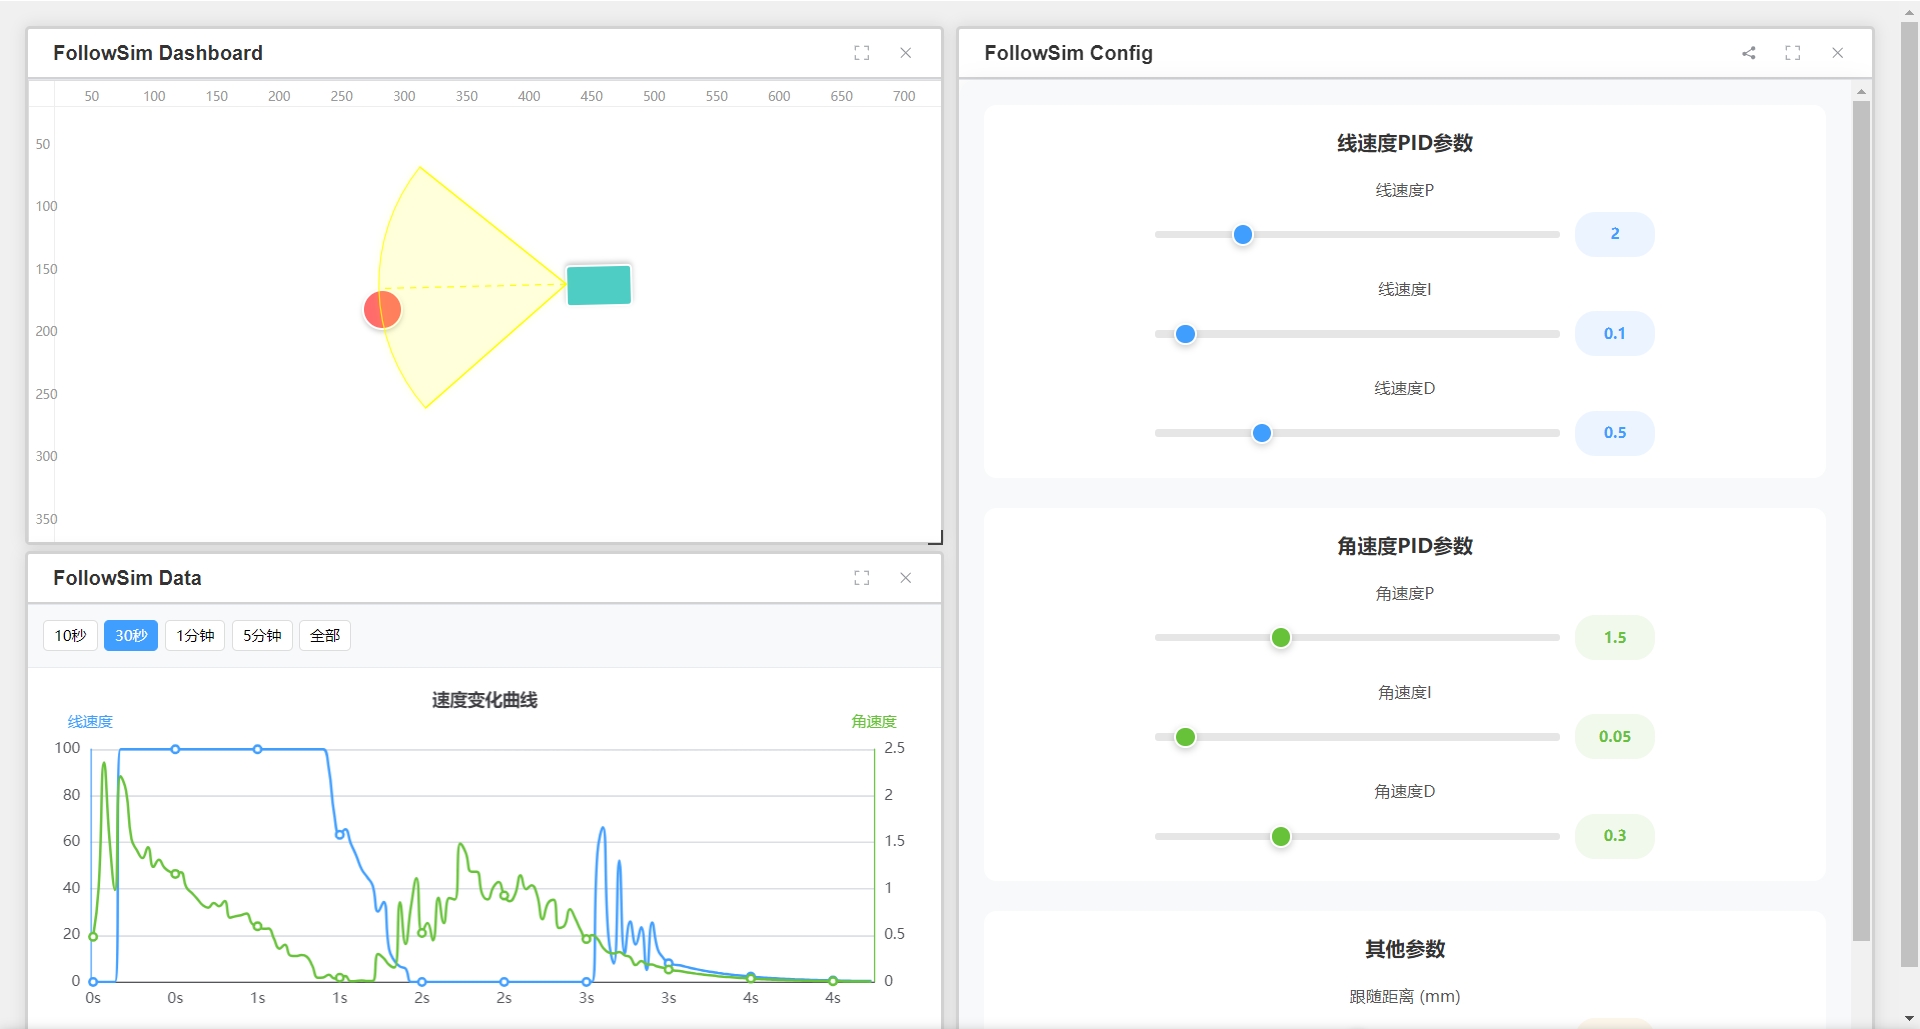 FollowSim Dashboard
50 100 150 200 250 300 350 400 450 500 550 600 650 700
50
100
150
200
250
300
350
FollowSim Data
10秒 30秒 1分钟 5分钟 全部
速度变化曲线
线速度 角速度
100 2.5
80 2
60 1.5
40 1
20 0.5
0 0
0s 0s 1s 1s 2s 2s 3s 3s 4s 4s
FollowSim Config
线速度PID参数
线速度P
2
线速度I
0.1
线速度D
0.5
角速度PID参数
角速度P
1.5
角速度I
0.05
角速度D
0.3
其他参数
跟随距离 (mm)